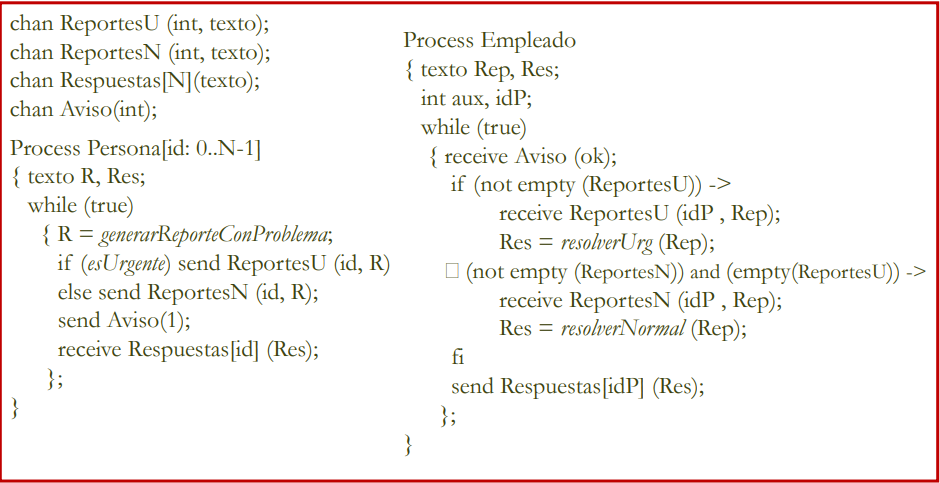 chan ReportesU (int, texto);
chan ReportesN (int, texto);
chan Respuestas[N](texto);
chan Aviso(int);
Process Persona[id: 0..N-1]
{ texto R, Res;
while (true)
{ R = generarReporteConProblema;
if (esUrgente) send ReportesU (id, R)
else send ReportesN (id, R);
send Aviso(1);
receive Respuestas[id] (Res);
};
}
Process Empleado
{ texto Rep, Res;
int aux, idP;
while (true)
{ receive Aviso (ok);
if (not empty (ReportesU)) ->
receive ReportesU (idP , Rep);
Res = resolverUrg (Rep);
□ (not empty (ReportesN)) and (empty(ReportesU)) ->
receive ReportesN (idP , Rep);
Res = resolverNormal (Rep);
fi
send Respuestas[idP] (Res);
};
}